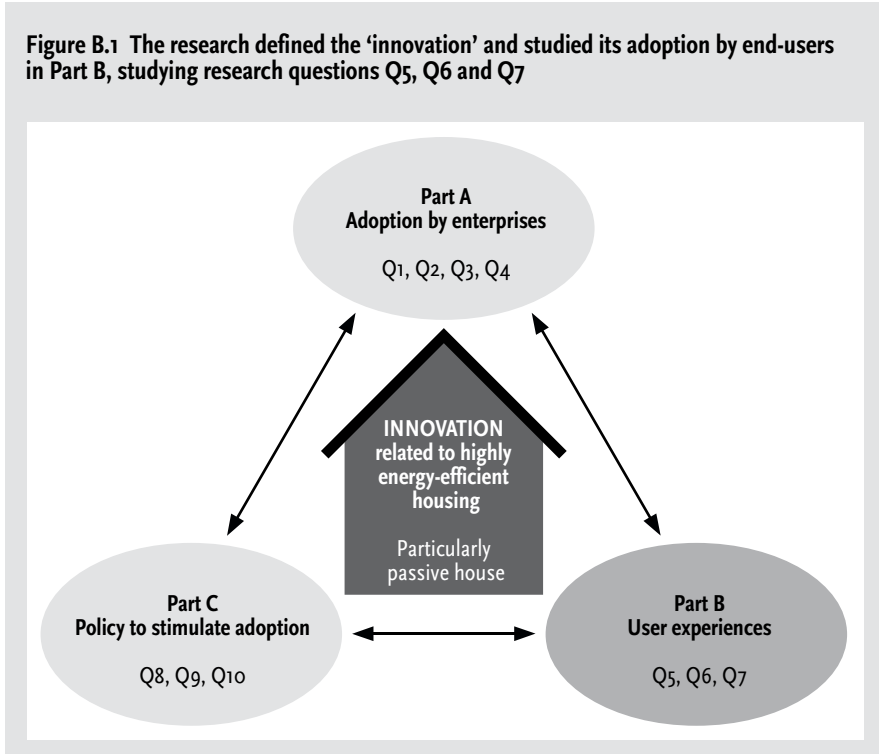 Figure B.1 The research defined the ‘innovation’ and studied its adoption by end-users
in Part B, studying research questions Q5, Q6 and Q7
Part A
Adoption by enterprises
Q1, Q2, Q3, Q4
INNOVATION
related to highly
energy-efficient
housing
Particularly
passive house
Part C
Policy to stimulate adoption
Q8, Q9, Q10
Part B
User experiences
Q5, Q6, Q7